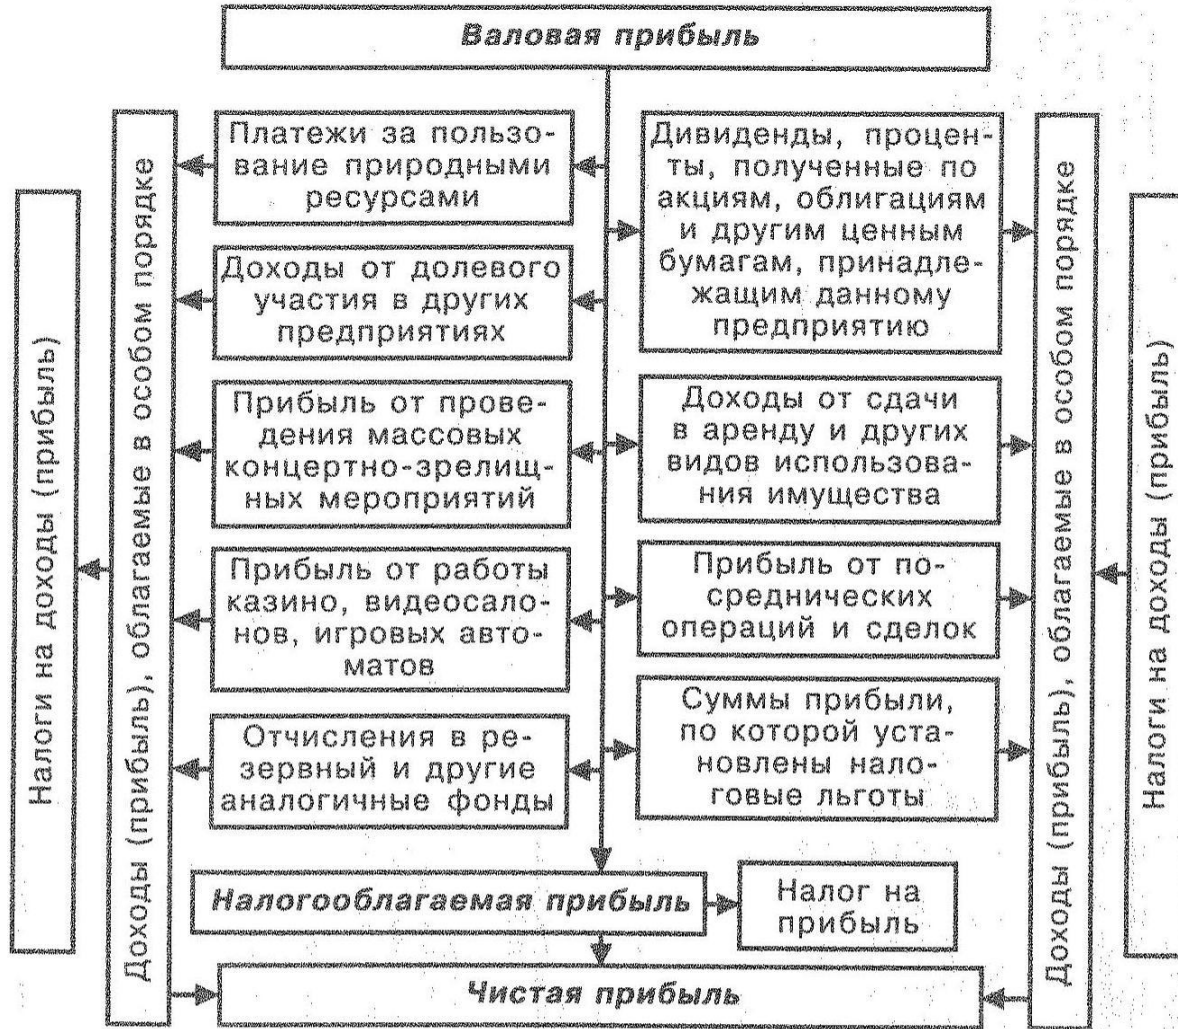 Валовая прибыль
Налоги на доходы (прибыль)
Доходы (прибыль), облагаемые в особом порядке
Платежи за пользо-
вание природными
ресурсами
Доходы от долевого
участия в других
предприятиях
Прибыль от прове-
дения массовых
концертно-зрелищ-
ных мероприятий
Прибыль от работы
казино, видеосало-
нов, игровых авто-
матов
Отчисления в ре-
зервный и другие
аналогичные фонды
Дивиденды, процен-
ты, полученные по
акциям, облигациям
и другим ценным
бумагам, принадле-
жащим данному
предприятию
Доходы от сдачи
в аренду и других
видов использова-
ния имущества
Прибыль от по-
среднических
операций и сделок
Суммы прибыли,
по которой уста-
новлены нало-
говые льготы
Доходы (прибыль), облагаемые в особом порядке
Налоги на доходы (прибыль)
Налогооблагаемая прибыль
Налог на
прибыль
Чистая прибыль